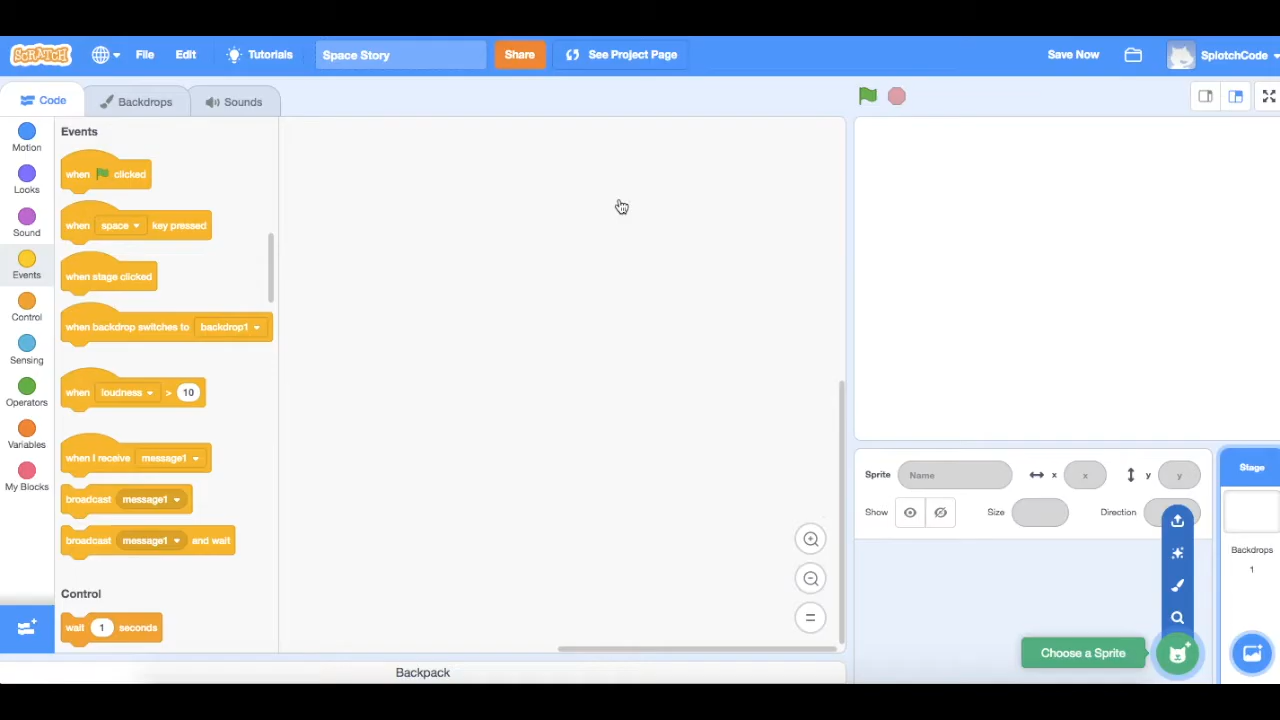 SCRATCH File Edit Tutorials Space Story Share See Project Page Save Now SplotchCode
Code Backdrops Sounds
Motion
Looks
Sound
Events
Control
Sensing
Operators
Variables
My Blocks
Events
when clicked
when space key pressed
when stage clicked
when backdrop switches to backdrop1
when loudness > 10
when I receive message1
broadcast message1
broadcast message1 and wait
Control
wait 1 seconds
Backpack
Sprite Name x x y y
Show Size Direction
Choose a Sprite
Stage
Backdrops
1